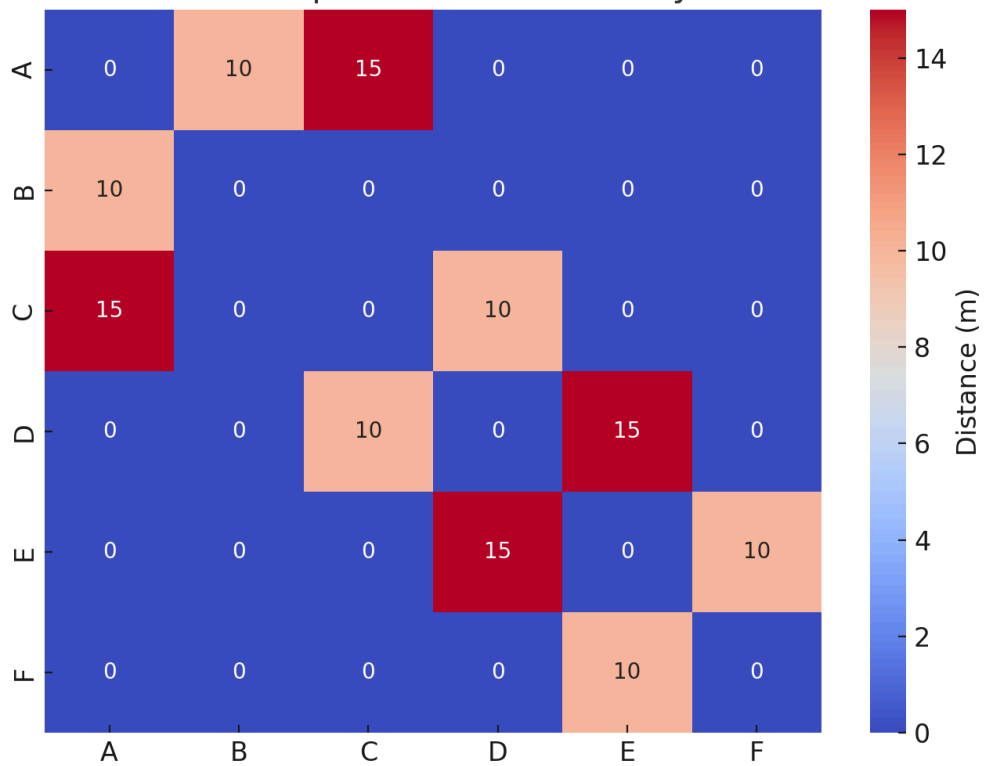 A 0 10 15 0 0 0
B 10 0 0 0 0 0
C 15 0 0 10 0 0
D 0 0 10 0 15 0
E 0 0 0 15 0 10
F 0 0 0 0 10 0
A B C D E F
14
12
10
8
6
4
2
0
Distance (m)